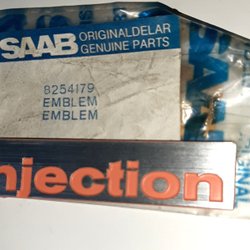 SAAB
ORIGINALDELAR
GENUINE PARTS
8254179
EMBLEM
EMBLEM
njection